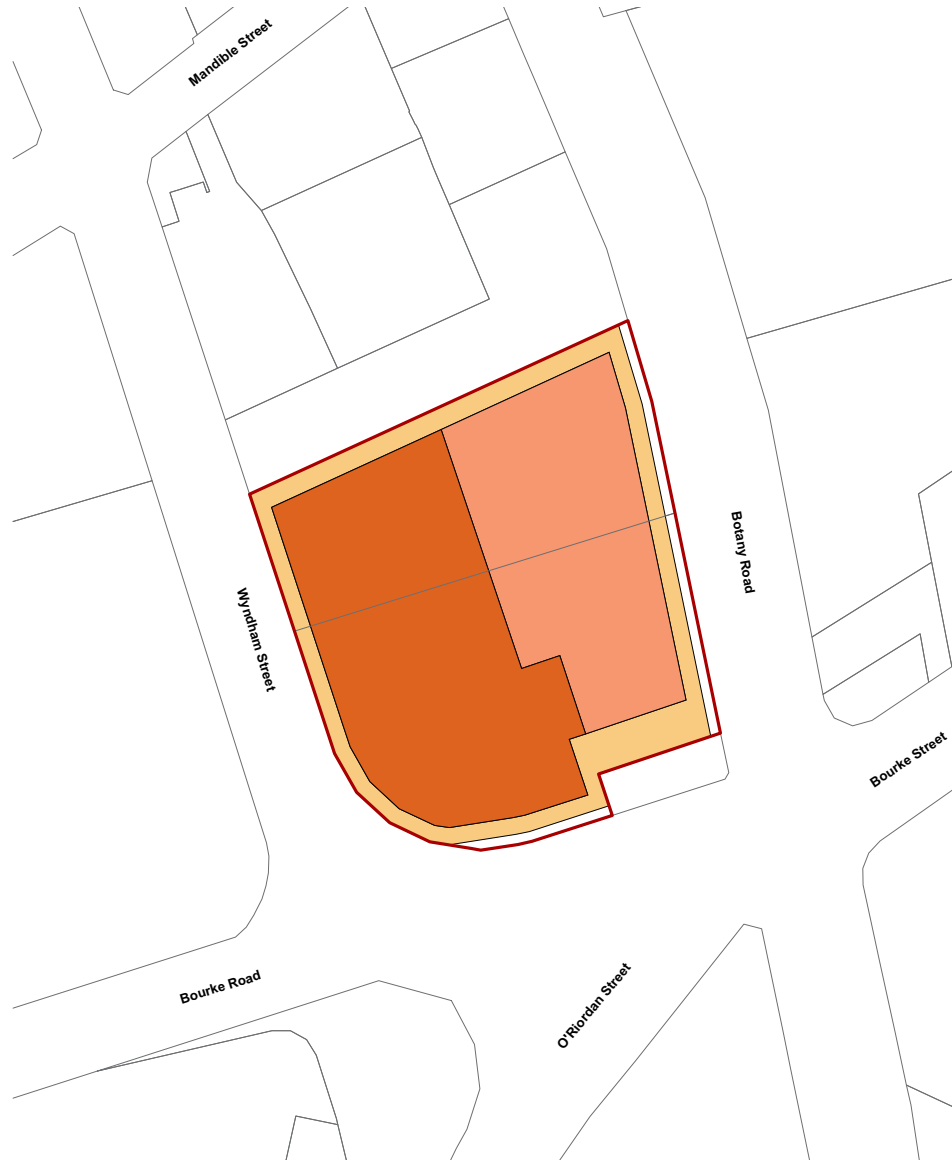 Mandible Street
Botany Road
Wyndham Street
Bourke Street
Bourke Road
O'Riordan Street